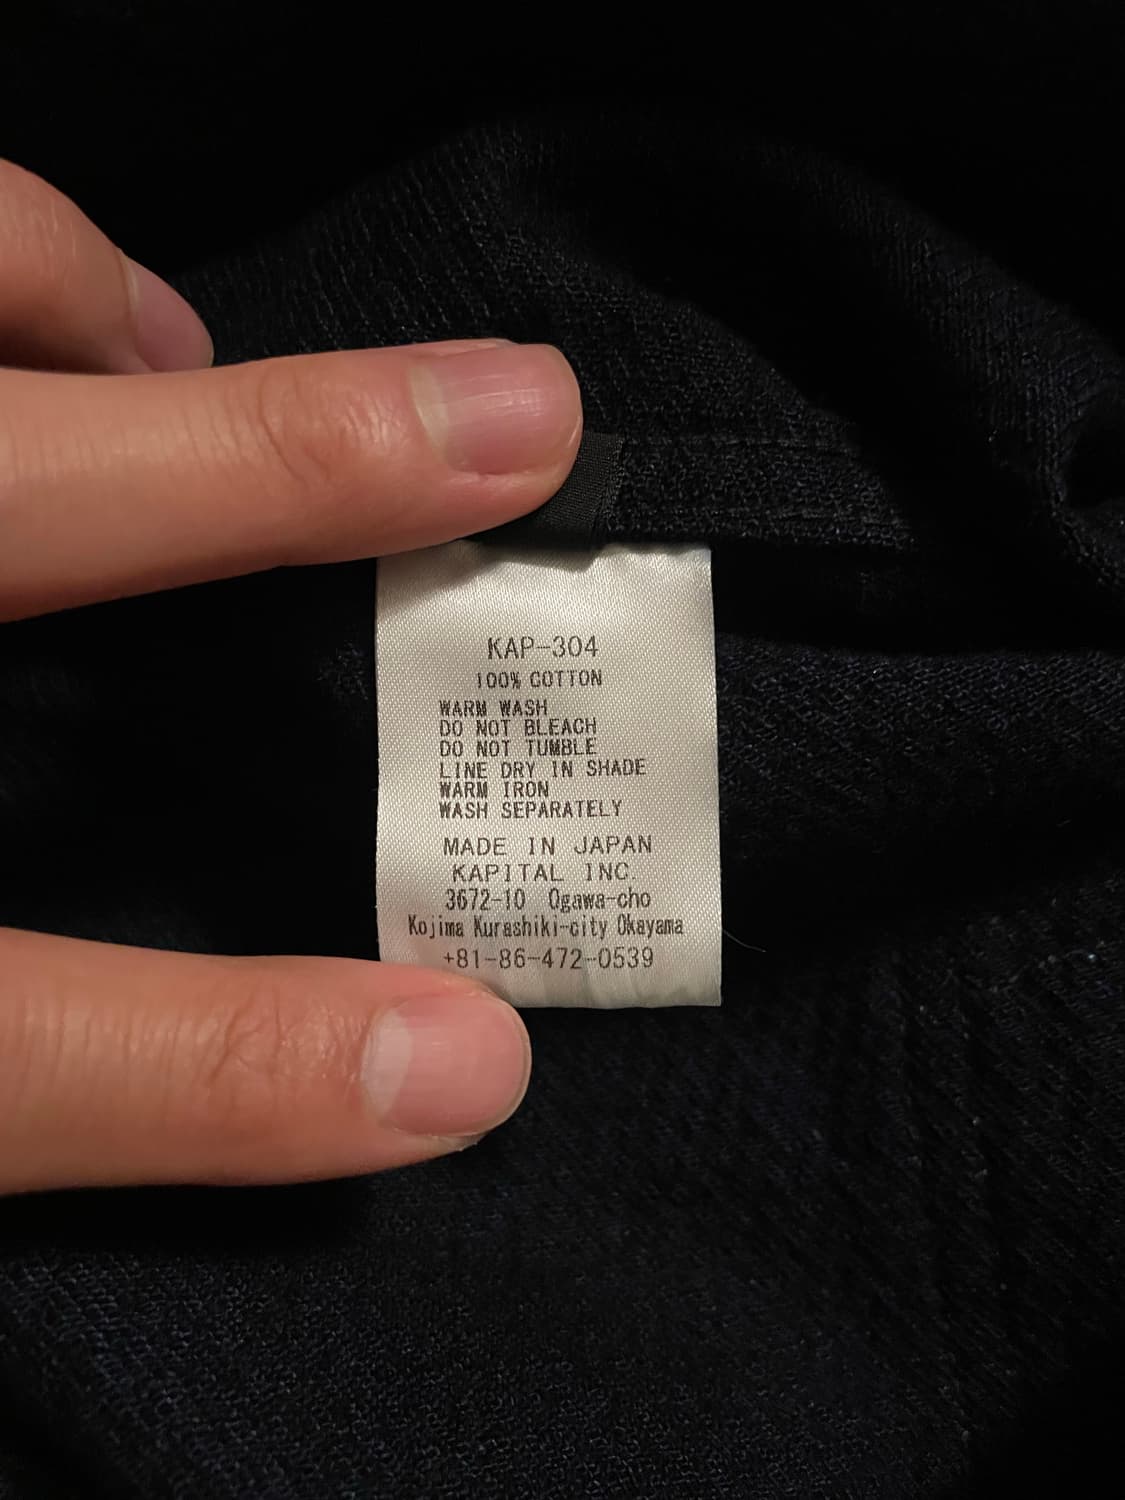 KAP-304
100% COTTON
WARM WASH
DO NOT BLEACH
DO NOT TUMBLE
LINE DRY IN SHADE
WARM IRON
WASH SEPARATELY
MADE IN JAPAN
KAPITAL INC.
3672-10 Ogawa-cho
Kojima Kurashiki-city Okayama
+81-86-472-0539